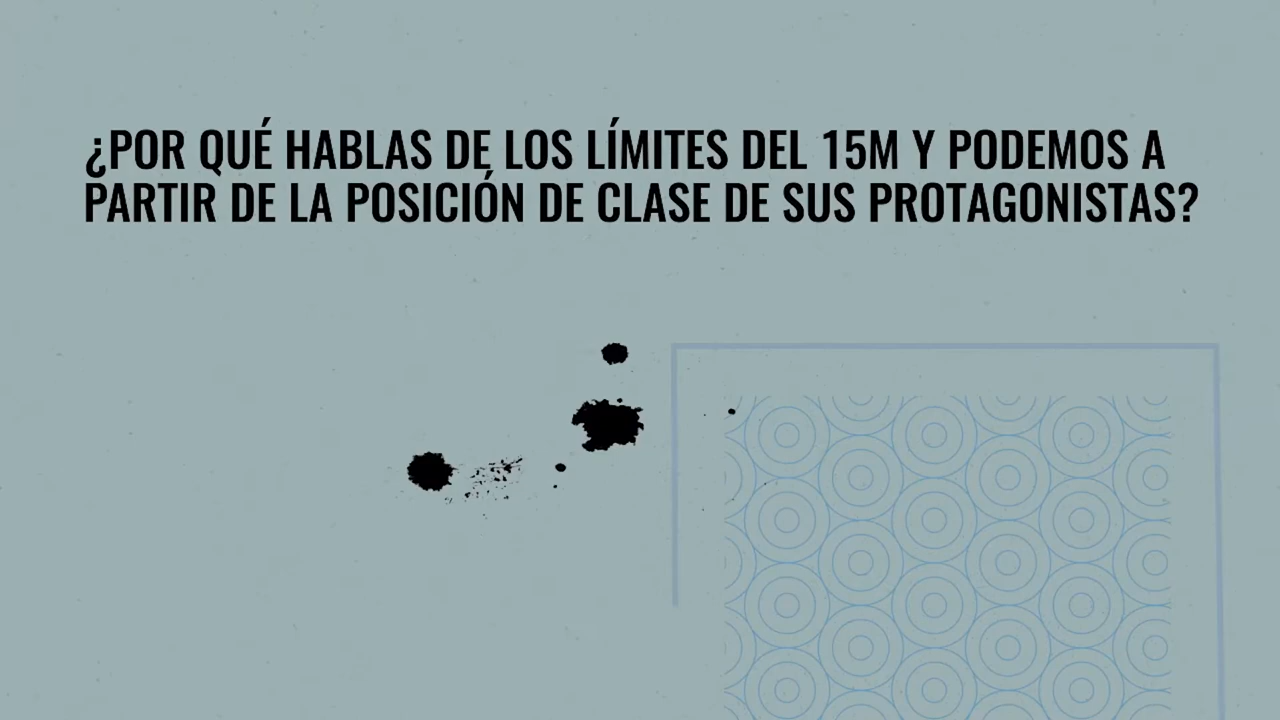 ¿POR QUÉ HABLAS DE LOS LÍMITES DEL 15M Y PODEMOS A
PARTIR DE LA POSICIÓN DE CLASE DE SUS PROTAGONISTAS?